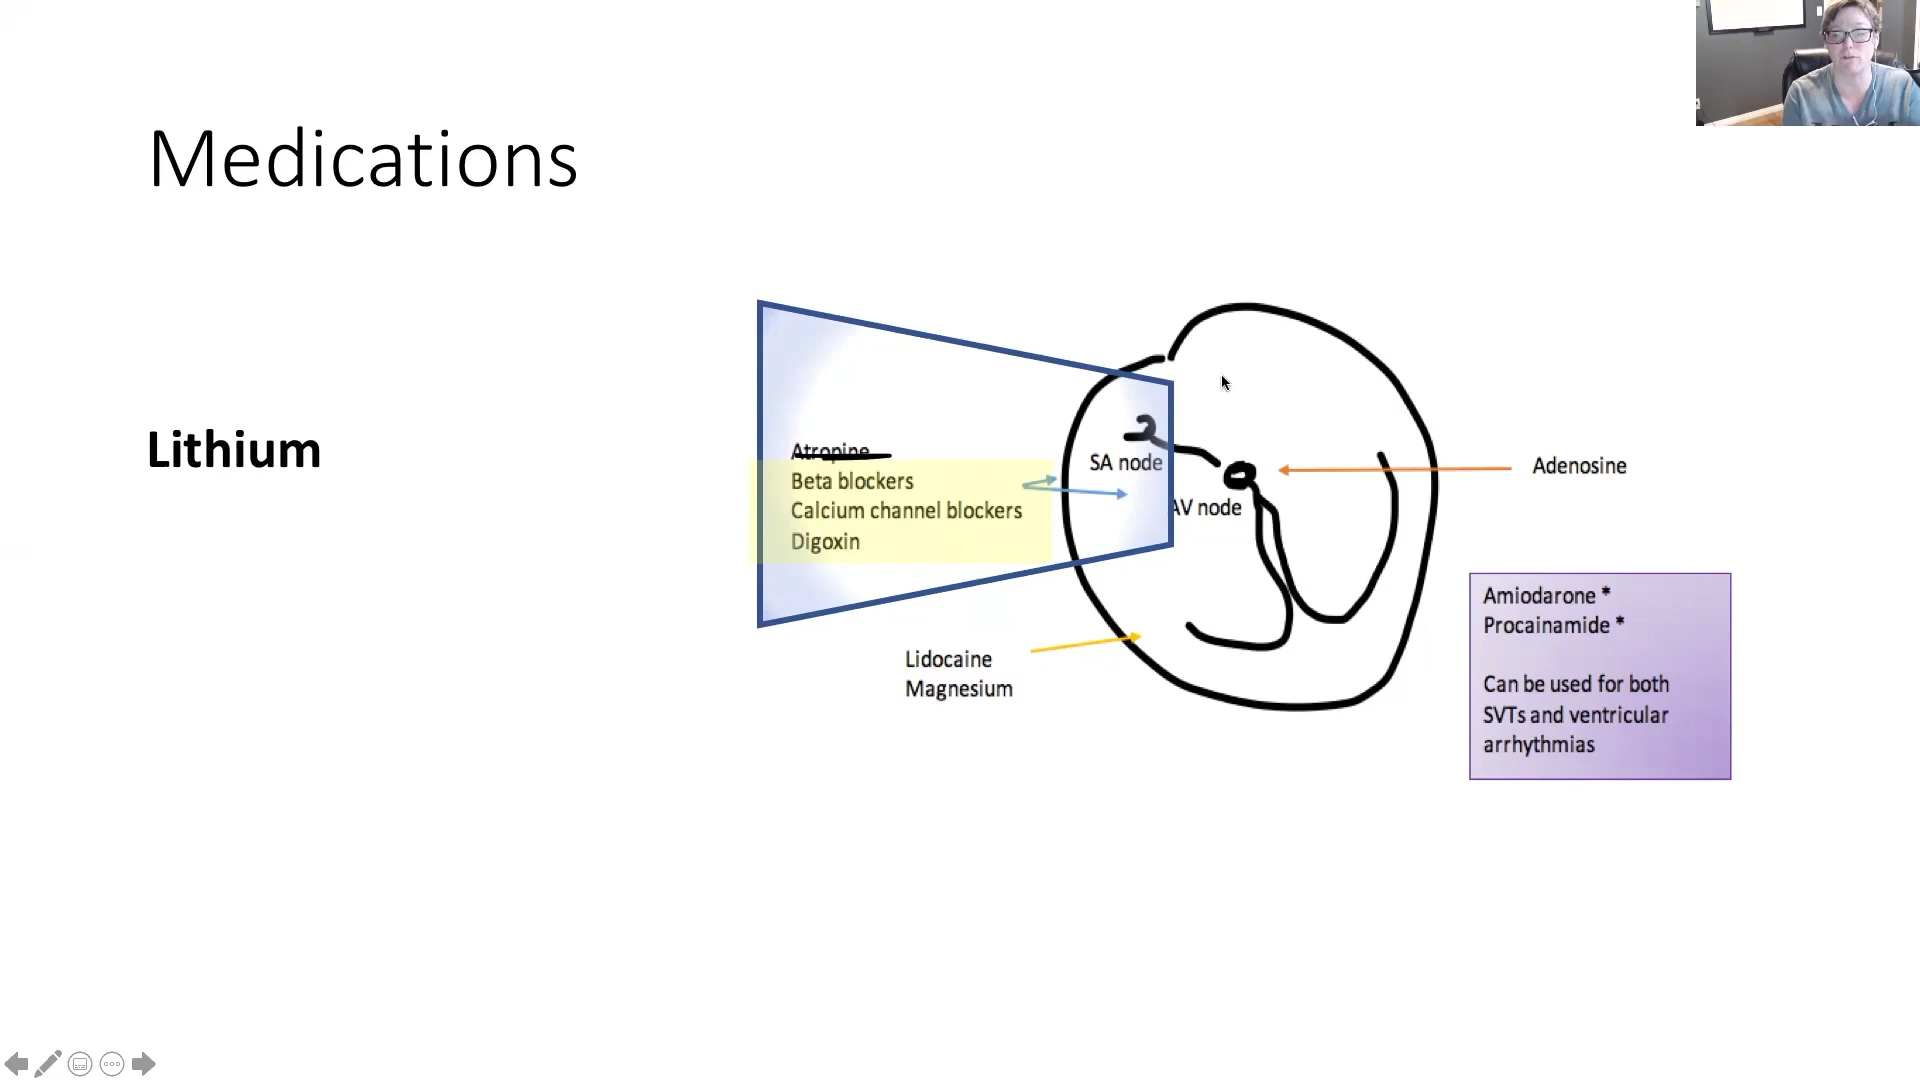 Medications
Lithium
Atropine
Beta blockers
Calcium channel blockers
Digoxin
SA node
AV node
Adenosine
Lidocaine
Magnesium
Amiodarone *
Procainamide *
Can be used for both
SVTs and ventricular
arrhythmias